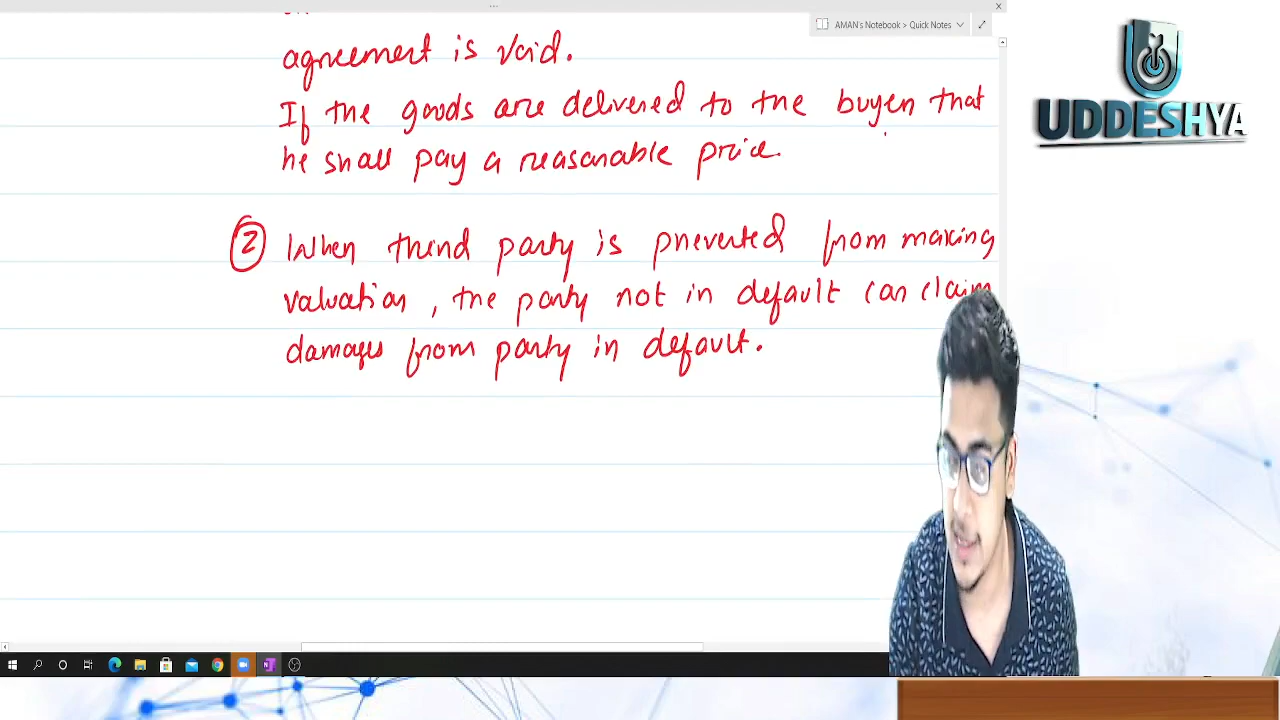 AMAN's Notebook > Quick Notes
UDDESHYA
agreement is void.
If the goods are delivered to the buyer that
he shall pay a reasonable price.
2 When third party is prevented from making
valuation, the party not in default can claim
damages from party in default.